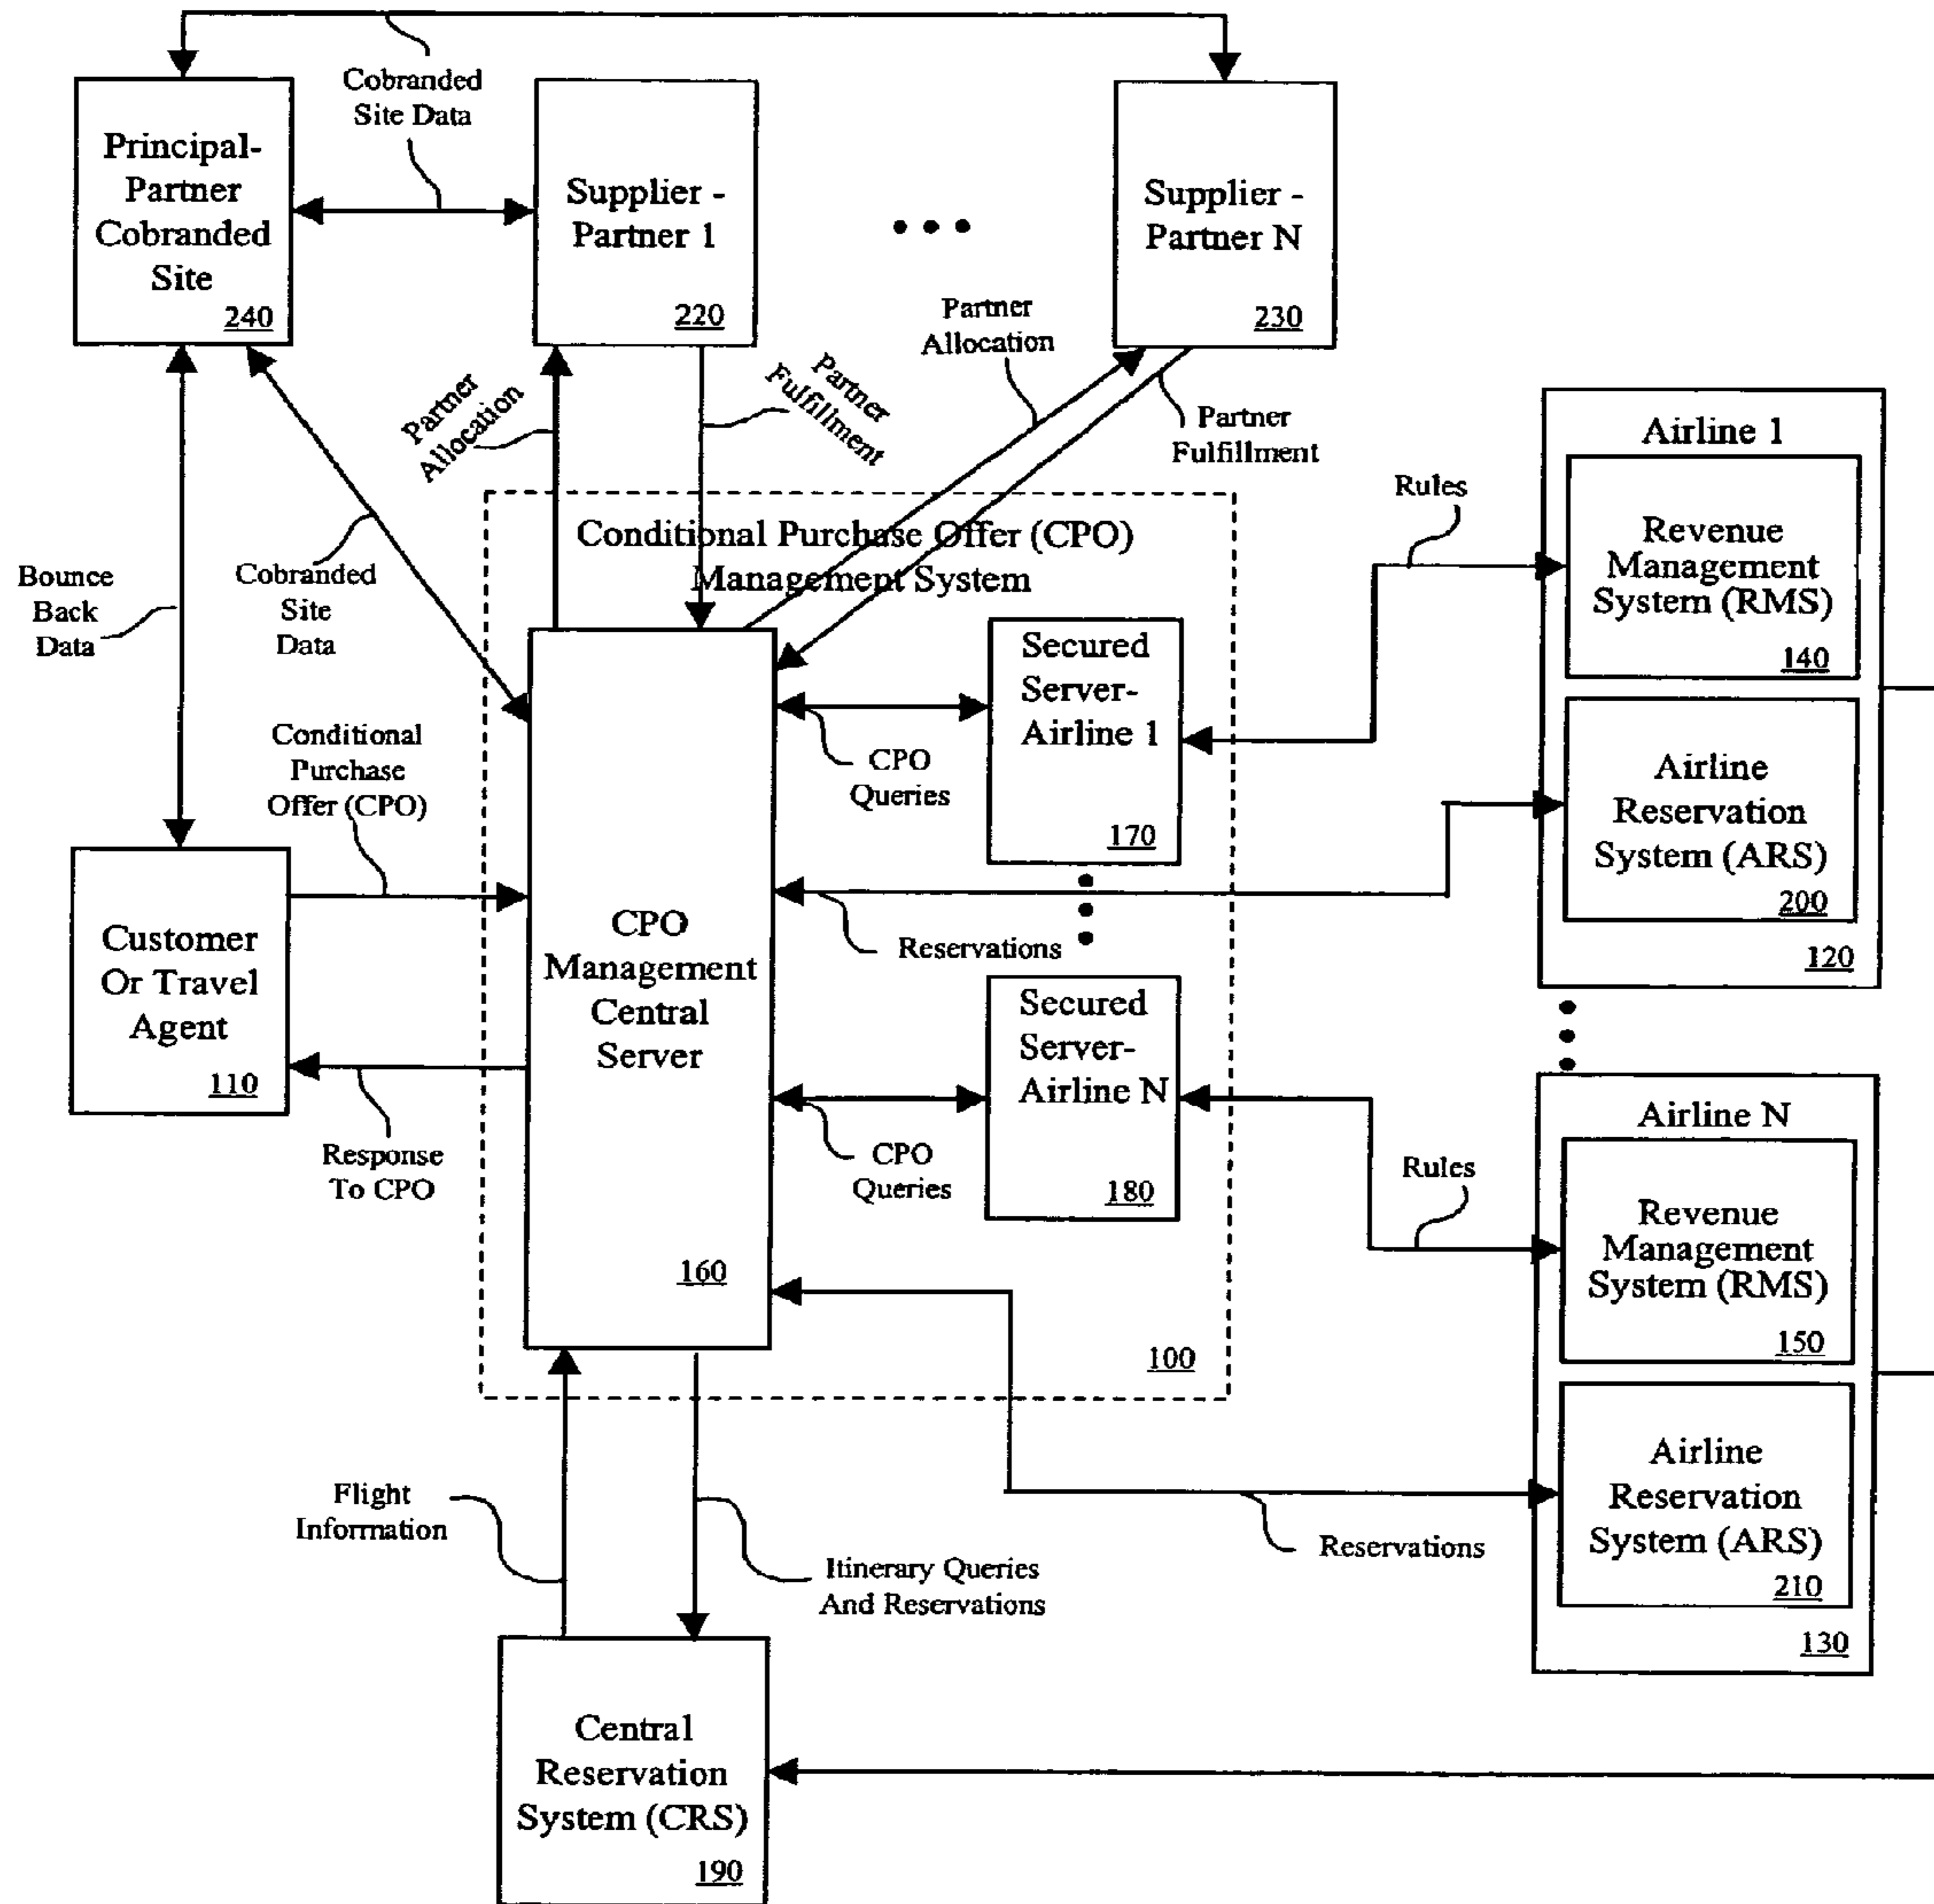 Cobranded
Site Data
Principal-
Partner
Cobranded
Site
240
Supplier -
Partner 1
220
Supplier -
Partner N
230
Partner
Allocation
Partner
Fulfillment
Partner
Allocation
Partner
Fulfillment
Bounce
Back
Data
Cobranded
Site
Data
Conditional Purchase Offer (CPO)
Management System
Conditional
Purchase
Offer (CPO)
Customer
Or Travel
Agent
110
Response
To CPO
CPO
Management
Central
Server
160
Secured
Server-
Airline 1
170
CPO
Queries
Reservations
Secured
Server-
Airline N
180
CPO
Queries
100
Rules
Airline 1
Revenue
Management
System (RMS)
140
Airline
Reservation
System (ARS)
200
120
Rules
Airline N
Revenue
Management
System (RMS)
150
Airline
Reservation
System (ARS)
210
130
Reservations
Flight
Information
Itinerary Queries
And Reservations
Central
Reservation
System (CRS)
190